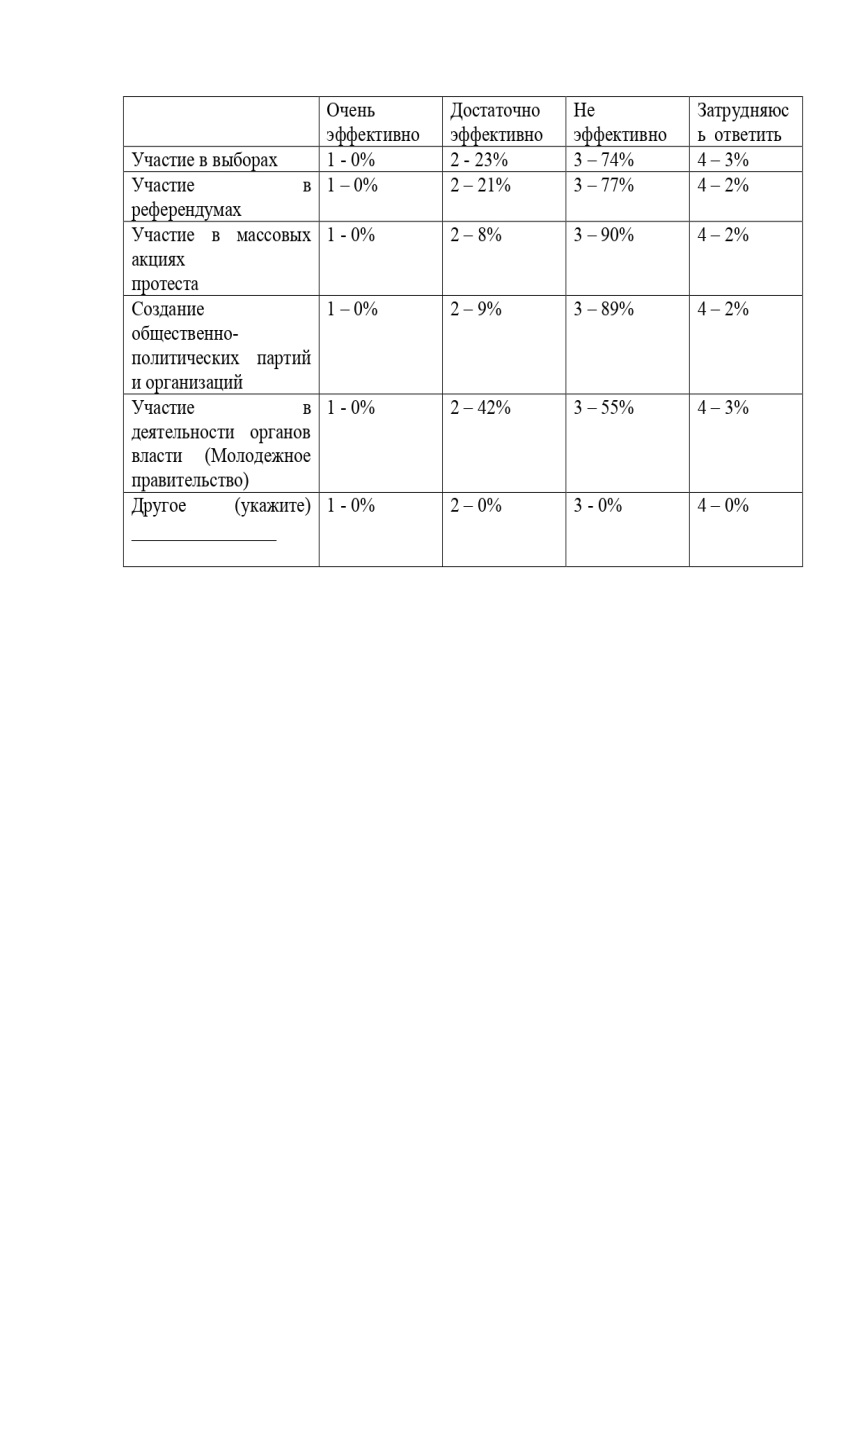 Очень эффективно
Достаточно эффективно
Не эффективно
Затрудняюс
ь ответить
Участие в выборах
1 - 0%
2 - 23%
3 – 74%
4 – 3%
Участие в
референдумах
1 – 0%
2 – 21%
3 – 77%
4 – 2%
Участие в массовых
акциях
протеста
1 - 0%
2 – 8%
3 – 90%
4 – 2%
Создание
общественно-
политических партий
и организаций
1 – 0%
2 – 9%
3 – 89%
4 – 2%
Участие в
деятельности органов
власти (Молодежное
правительство)
1 - 0%
2 – 42%
3 – 55%
4 – 3%
Другое (укажите)
_______________
1 - 0%
2 – 0%
3 - 0%
4 – 0%